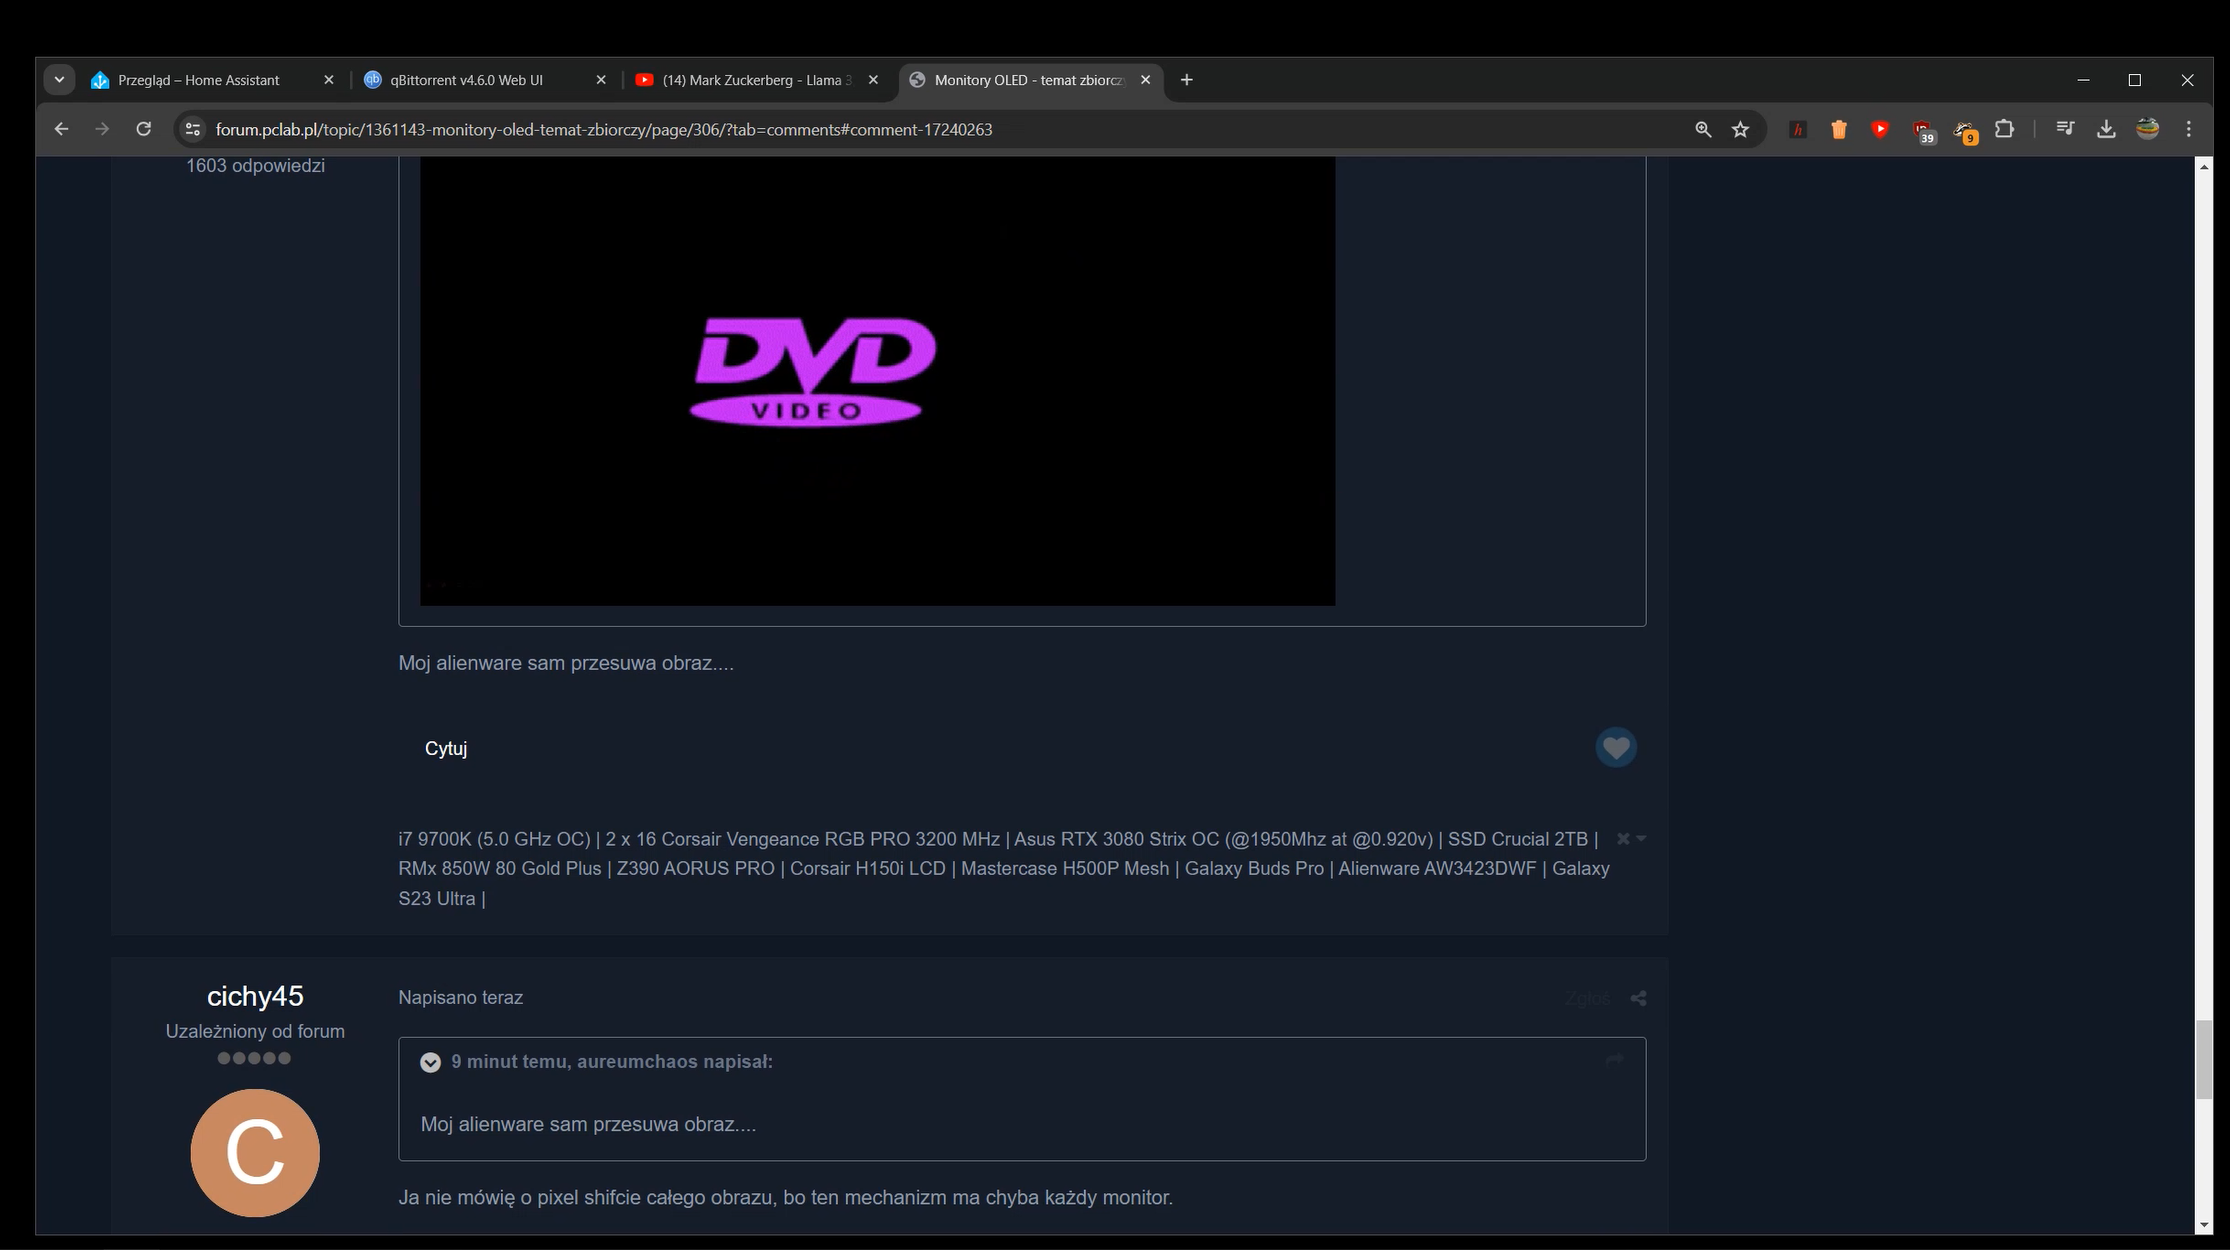 Przegląd – Home Assistant
qBittorrent v4.6.0 Web UI
(14) Mark Zuckerberg - Llama 3
Monitory OLED - temat zbiorczy
forum.pclab.pl/topic/1361143-monitory-oled-temat-zbiorczy/page/306/?tab=comments#comment-17240263
39
9
1603 odpowiedzi
DVD
VIDEO
Moj alienware sam przesuwa obraz....
Cytuj
i7 9700K (5.0 GHz OC) | 2 x 16 Corsair Vengeance RGB PRO 3200 MHz | Asus RTX 3080 Strix OC (@1950Mhz at @0.920v) | SSD Crucial 2TB |
RMx 850W 80 Gold Plus | Z390 AORUS PRO | Corsair H150i LCD | Mastercase H500P Mesh | Galaxy Buds Pro | Alienware AW3423DWF | Galaxy
S23 Ultra |
cichy45
Napisano teraz
Zgłoś
Uzależniony od forum
9 minut temu, aureumchaos napisał:
Moj alienware sam przesuwa obraz....
C
Ja nie mówię o pixel shifcie całego obrazu, bo ten mechanizm ma chyba każdy monitor.